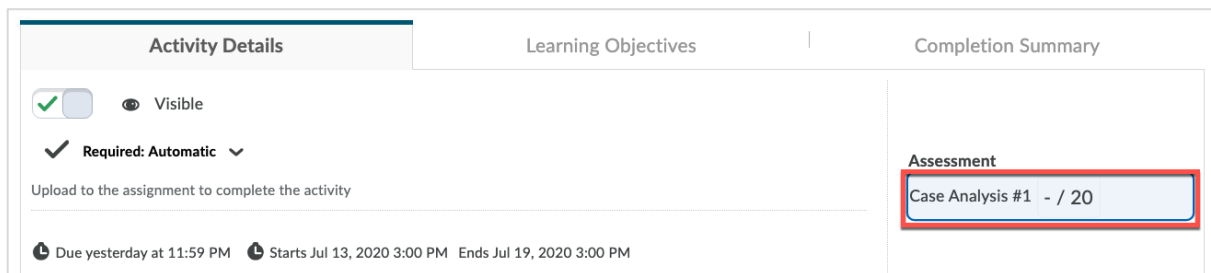 Activity Details
Learning Objectives
Completion Summary
Visible
Required: Automatic
Upload to the assignment to complete the activity
Assessment
Case Analysis #1 - / 20
Due yesterday at 11:59 PM Starts Jul 13, 2020 3:00 PM Ends Jul 19, 2020 3:00 PM